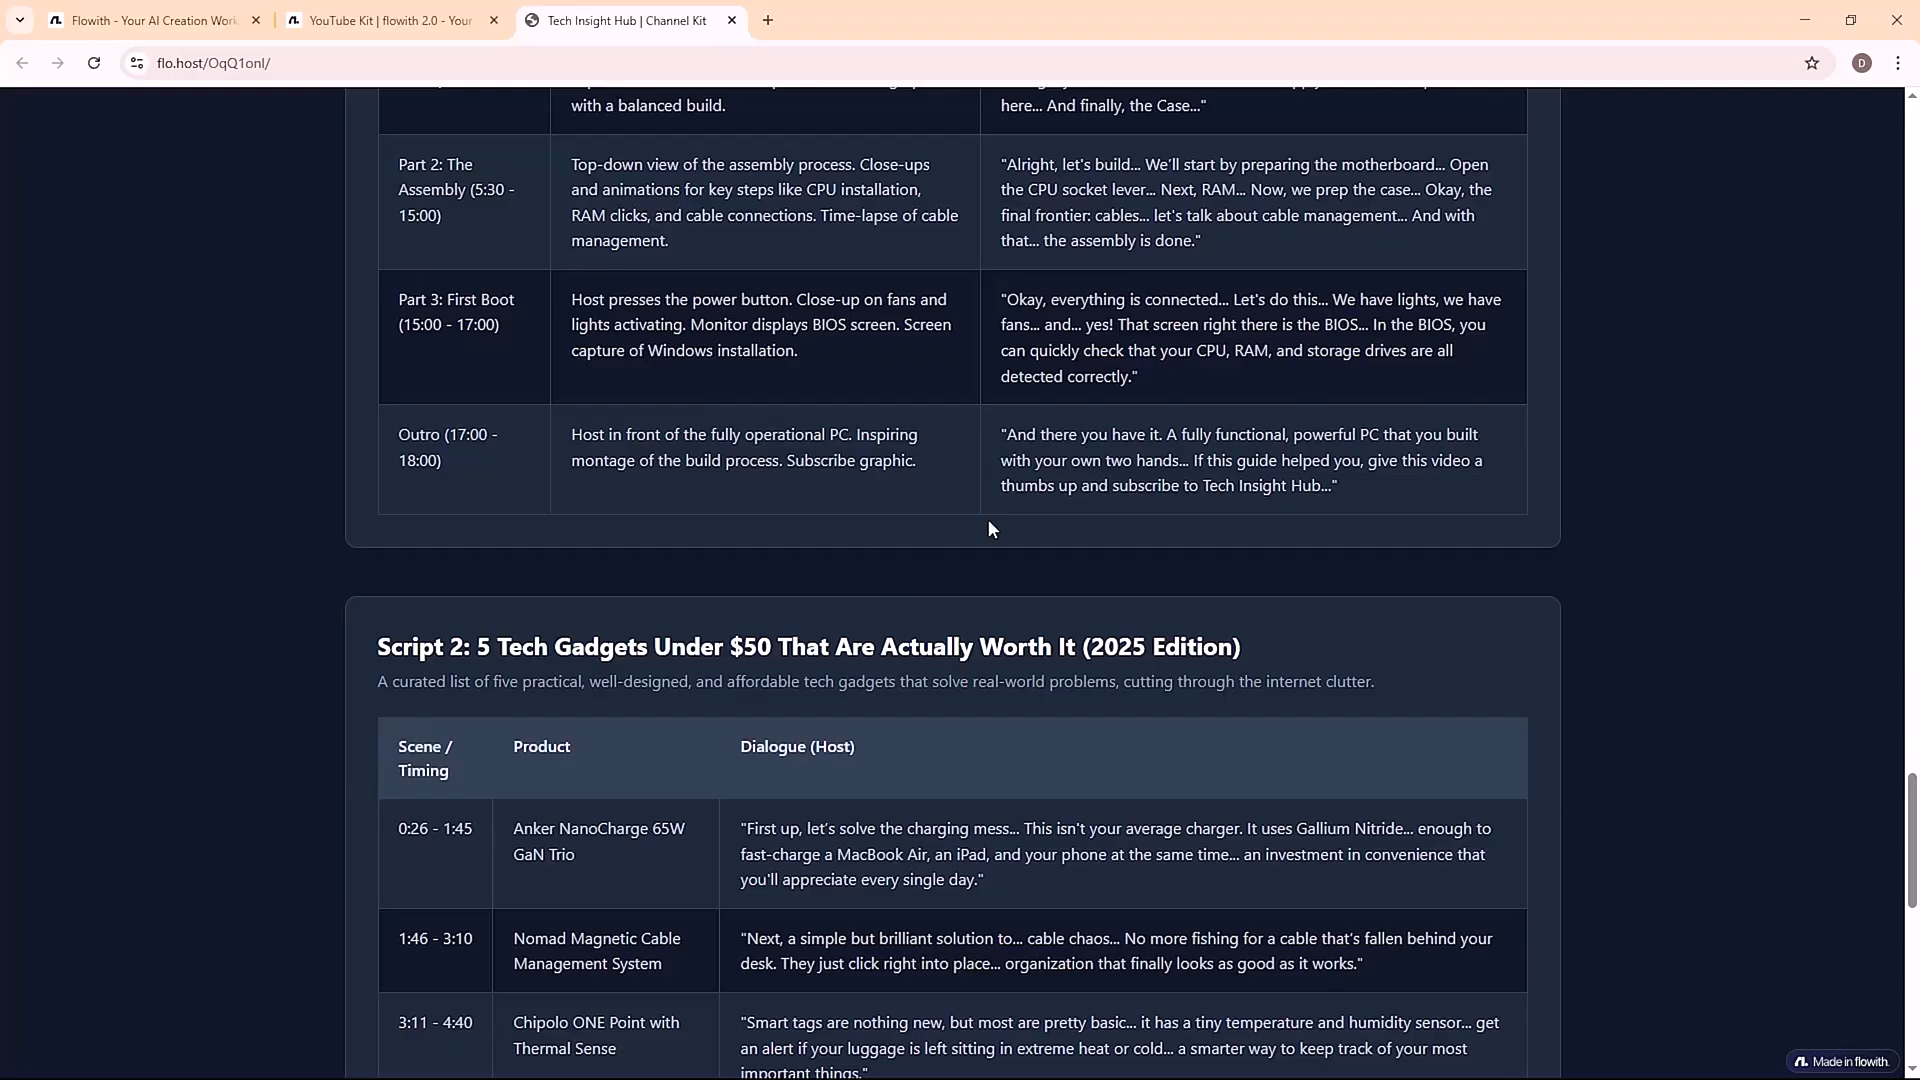 Flowith - Your AI Creation Work
YouTube Kit | flowith 2.0 - Your
Tech Insight Hub | Channel Kit
flo.host/OqQ1onl/
D
with a balanced build.
here... And finally, the Case..."
Part 2: The
Assembly (5:30 -
15:00)
Top-down view of the assembly process. Close-ups
and animations for key steps like CPU installation,
RAM clicks, and cable connections. Time-lapse of cable
management.
"Alright, let's build... We'll start by preparing the motherboard... Open
the CPU socket lever... Next, RAM... Now, we prep the case... Okay, the
final frontier: cables... let's talk about cable management... And with
that... the assembly is done."
Part 3: First Boot
(15:00 - 17:00)
Host presses the power button. Close-up on fans and
lights activating. Monitor displays BIOS screen. Screen
capture of Windows installation.
"Okay, everything is connected... Let's do this... We have lights, we have
fans... and... yes! That screen right there is the BIOS... In the BIOS, you
can quickly check that your CPU, RAM, and storage drives are all
detected correctly."
Outro (17:00 -
18:00)
Host in front of the fully operational PC. Inspiring
montage of the build process. Subscribe graphic.
"And there you have it. A fully functional, powerful PC that you built
with your own two hands... If this guide helped you, give this video a
thumbs up and subscribe to Tech Insight Hub..."
Script 2: 5 Tech Gadgets Under $50 That Are Actually Worth It (2025 Edition)
A curated list of five practical, well-designed, and affordable tech gadgets that solve real-world problems, cutting through the internet clutter.
Scene /
Timing
Product
Dialogue (Host)
0:26 - 1:45
Anker NanoCharge 65W
GaN Trio
"First up, let's solve the charging mess... This isn't your average charger. It uses Gallium Nitride... enough to
fast-charge a MacBook Air, an iPad, and your phone at the same time... an investment in convenience that
you'll appreciate every single day."
1:46 - 3:10
Nomad Magnetic Cable
Management System
"Next, a simple but brilliant solution to... cable chaos... No more fishing for a cable that's fallen behind your
desk. They just click right into place... organization that finally looks as good as it works."
3:11 - 4:40
Chipolo ONE Point with
Thermal Sense
"Smart tags are nothing new, but most are pretty basic... it has a tiny temperature and humidity sensor... get
an alert if your luggage is left sitting in extreme heat or cold... a smarter way to keep track of your most
important things."
Made in flowith.